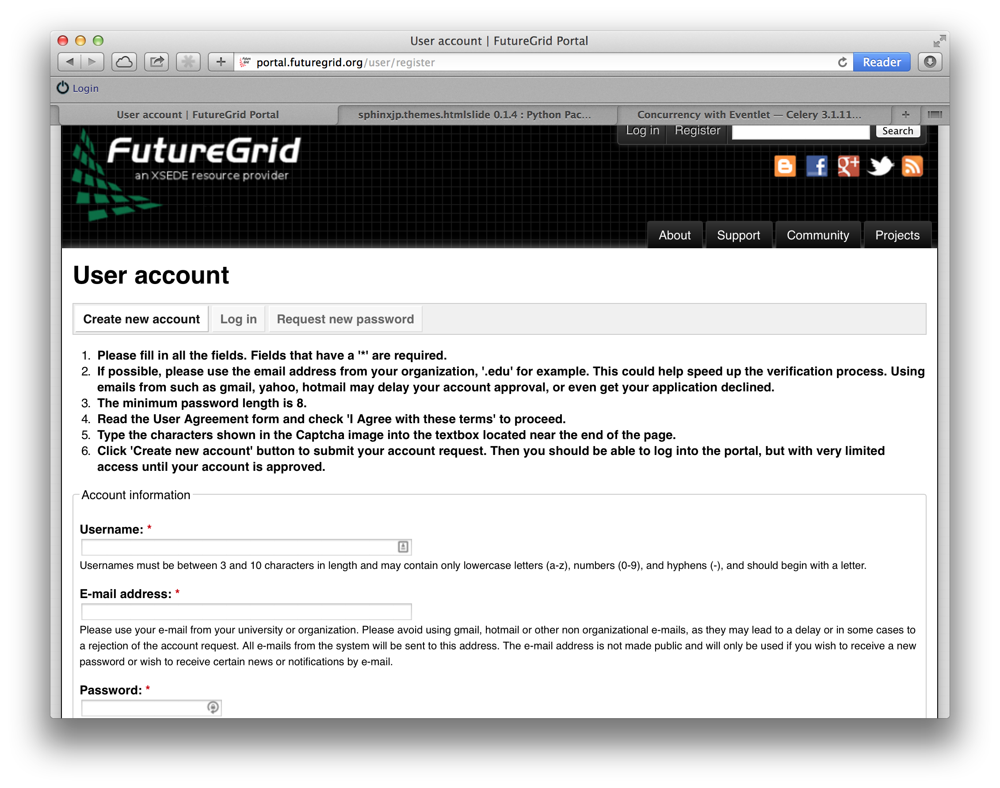 User account | FutureGrid Portal
Future Grid portal.futuregrid.org/user/register Reader
Login
User account | FutureGrid Portal sphinxjp.themes.htmlslide 0.1.4 : Python Pac... Concurrency with Eventlet — Celery 3.1.11...
Log in Register Search
FutureGrid
an XSEDE resource provider
About Support Community Projects
User account
Create new account Log in Request new password
1. Please fill in all the fields. Fields that have a '*' are required.
2. If possible, please use the email address from your organization, '.edu' for example. This could help speed up the verification process. Using
emails from such as gmail, yahoo, hotmail may delay your account approval, or even get your application declined.
3. The minimum password length is 8.
4. Read the User Agreement form and check 'I Agree with these terms' to proceed.
5. Type the characters shown in the Captcha image into the textbox located near the end of the page.
6. Click 'Create new account' button to submit your account request. Then you should be able to log into the portal, but with very limited
access until your account is approved.
Account information
Username: *
Usernames must be between 3 and 10 characters in length and may contain only lowercase letters (a-z), numbers (0-9), and hyphens (-), and should begin with a letter.
E-mail address: *
Please use your e-mail from your university or organization. Please avoid using gmail, hotmail or other non organizational e-mails, as they may lead to a delay or in some cases to
a rejection of the account request. All e-mails from the system will be sent to this address. The e-mail address is not made public and will only be used if you wish to receive a new
password or wish to receive certain news or notifications by e-mail.
Password: *